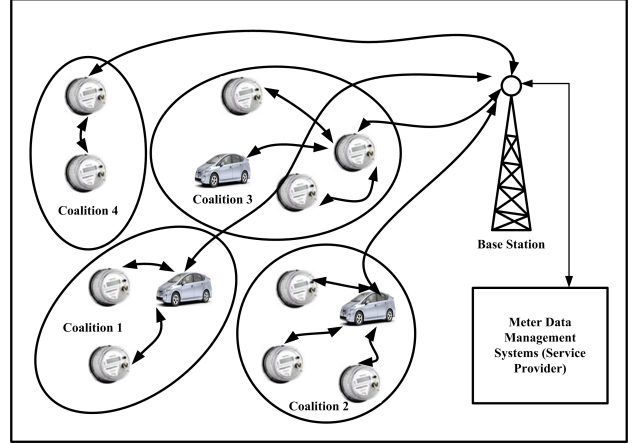 Coalition 4
Coalition 3
Base Station
Coalition 1
Coalition 2
Meter Data
Management
Systems (Service
Provider)